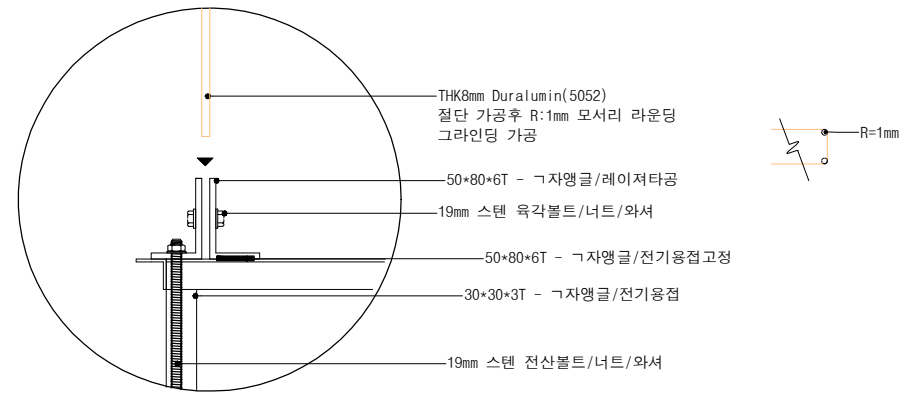 THK8mm Duralumin(5052)
절단 가공후 R:1mm 모서리 라운딩
그라인딩 가공
R=1mm
50*80*6T - ㄱ자앵글/레이져타공
19mm 스텐 육각볼트/너트/와셔
50*80*6T - ㄱ자앵글/전기용접고정
30*30*3T - ㄱ자앵글/전기용접
19mm 스텐 전산볼트/너트/와셔